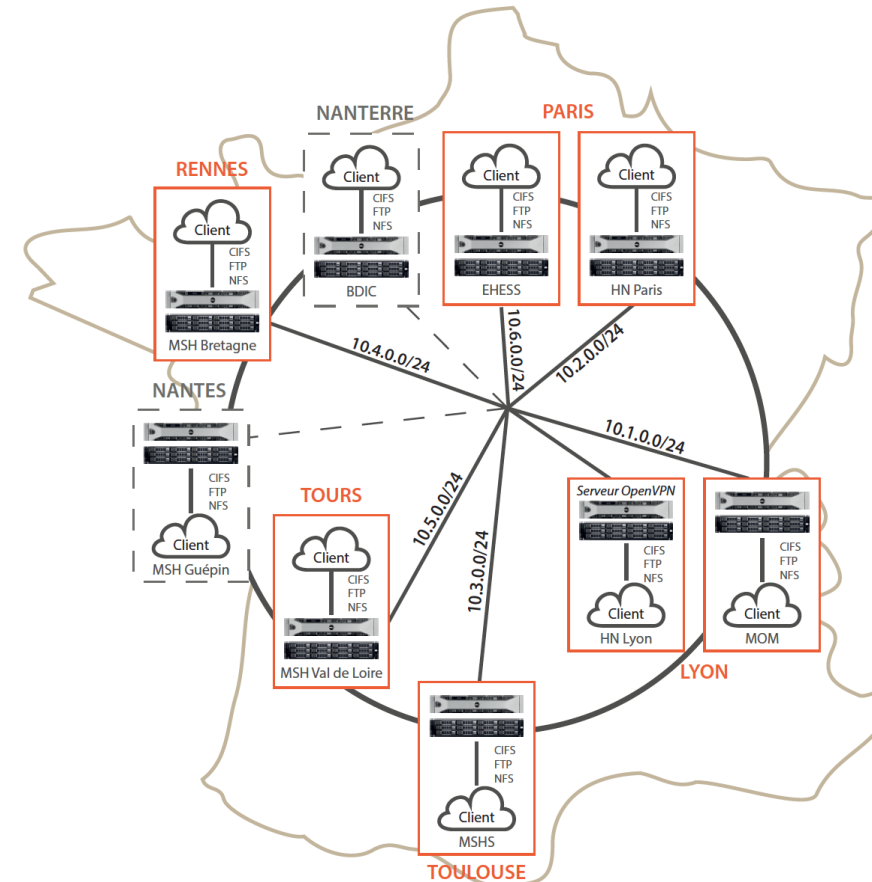 NANTERRE
Client
CIFS
FTP
NFS
BDIC
PARIS
Client
CIFS
FTP
NFS
EHESS
Client
CIFS
FTP
NFS
HN Paris
RENNES
Client
CIFS
FTP
NFS
MSH Bretagne
10.4.0.0/24
10.6.0.0/24
10.2.0.0/24
10.1.0.0/24
10.5.0.0/24
10.3.0.0/24
NANTES
CIFS
FTP
NFS
Client
MSH Guépin
TOURS
Client
CIFS
FTP
NFS
MSH Val de Loire
Serveur OpenVPN
CIFS
FTP
NFS
Client
HN Lyon
CIFS
FTP
NFS
Client
MOM
LYON
CIFS
FTP
NFS
Client
MSHS
TOULOUSE